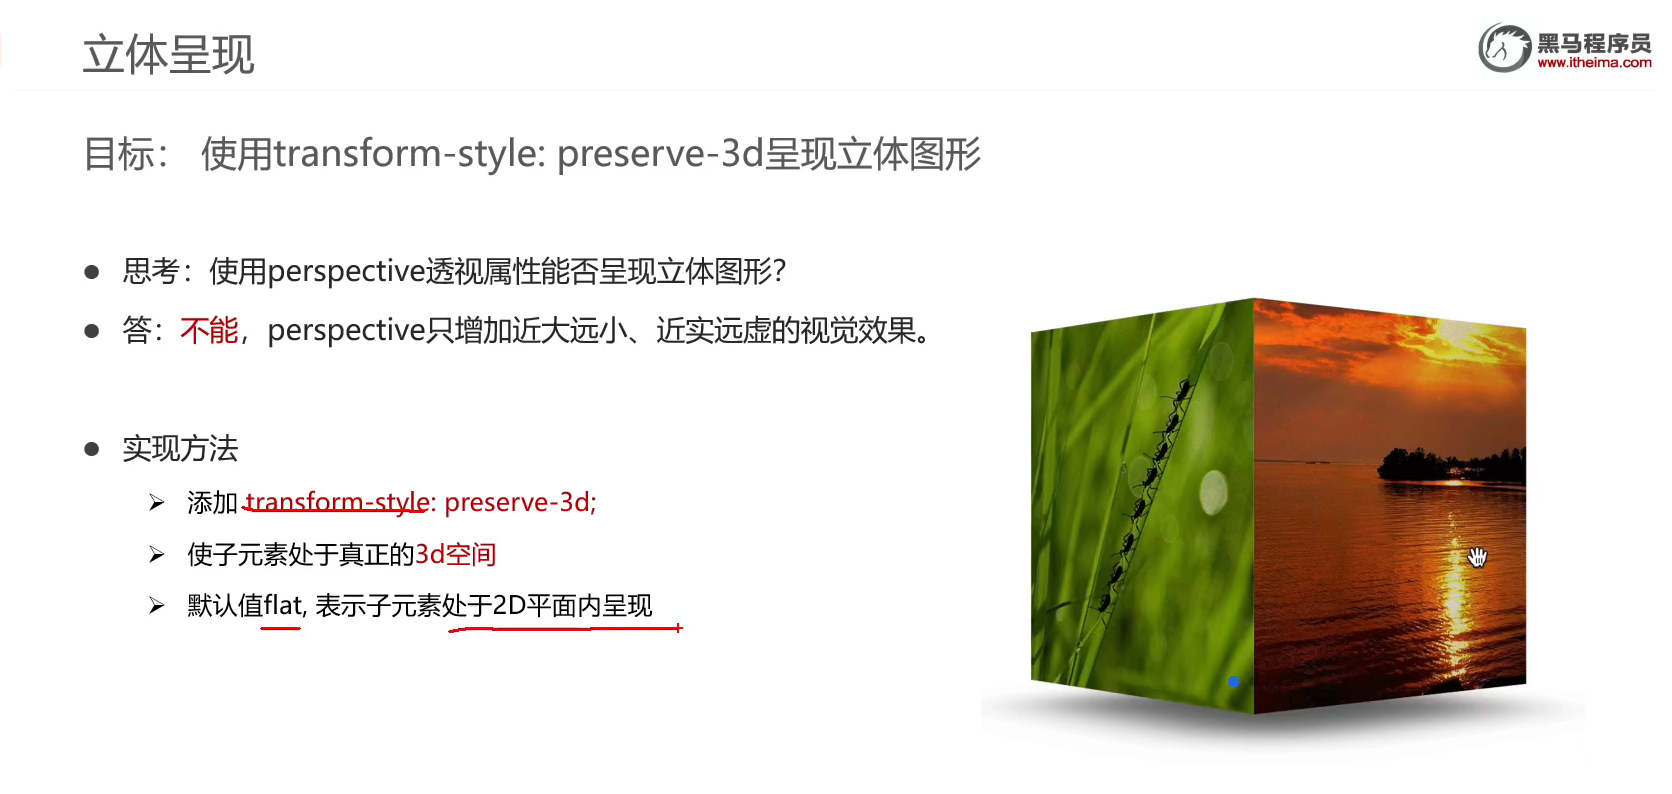 立体呈现
黑马程序员
www.itheima.com
目标： 使用transform-style: preserve-3d呈现立体图形
思考：使用perspective透视属性能否呈现立体图形？
答：不能，perspective只增加近大远小、近实远虚的视觉效果。
实现方法
添加 transform-style: preserve-3d;
使子元素处于真正的3d空间
默认值flat, 表示子元素处于2D平面内呈现